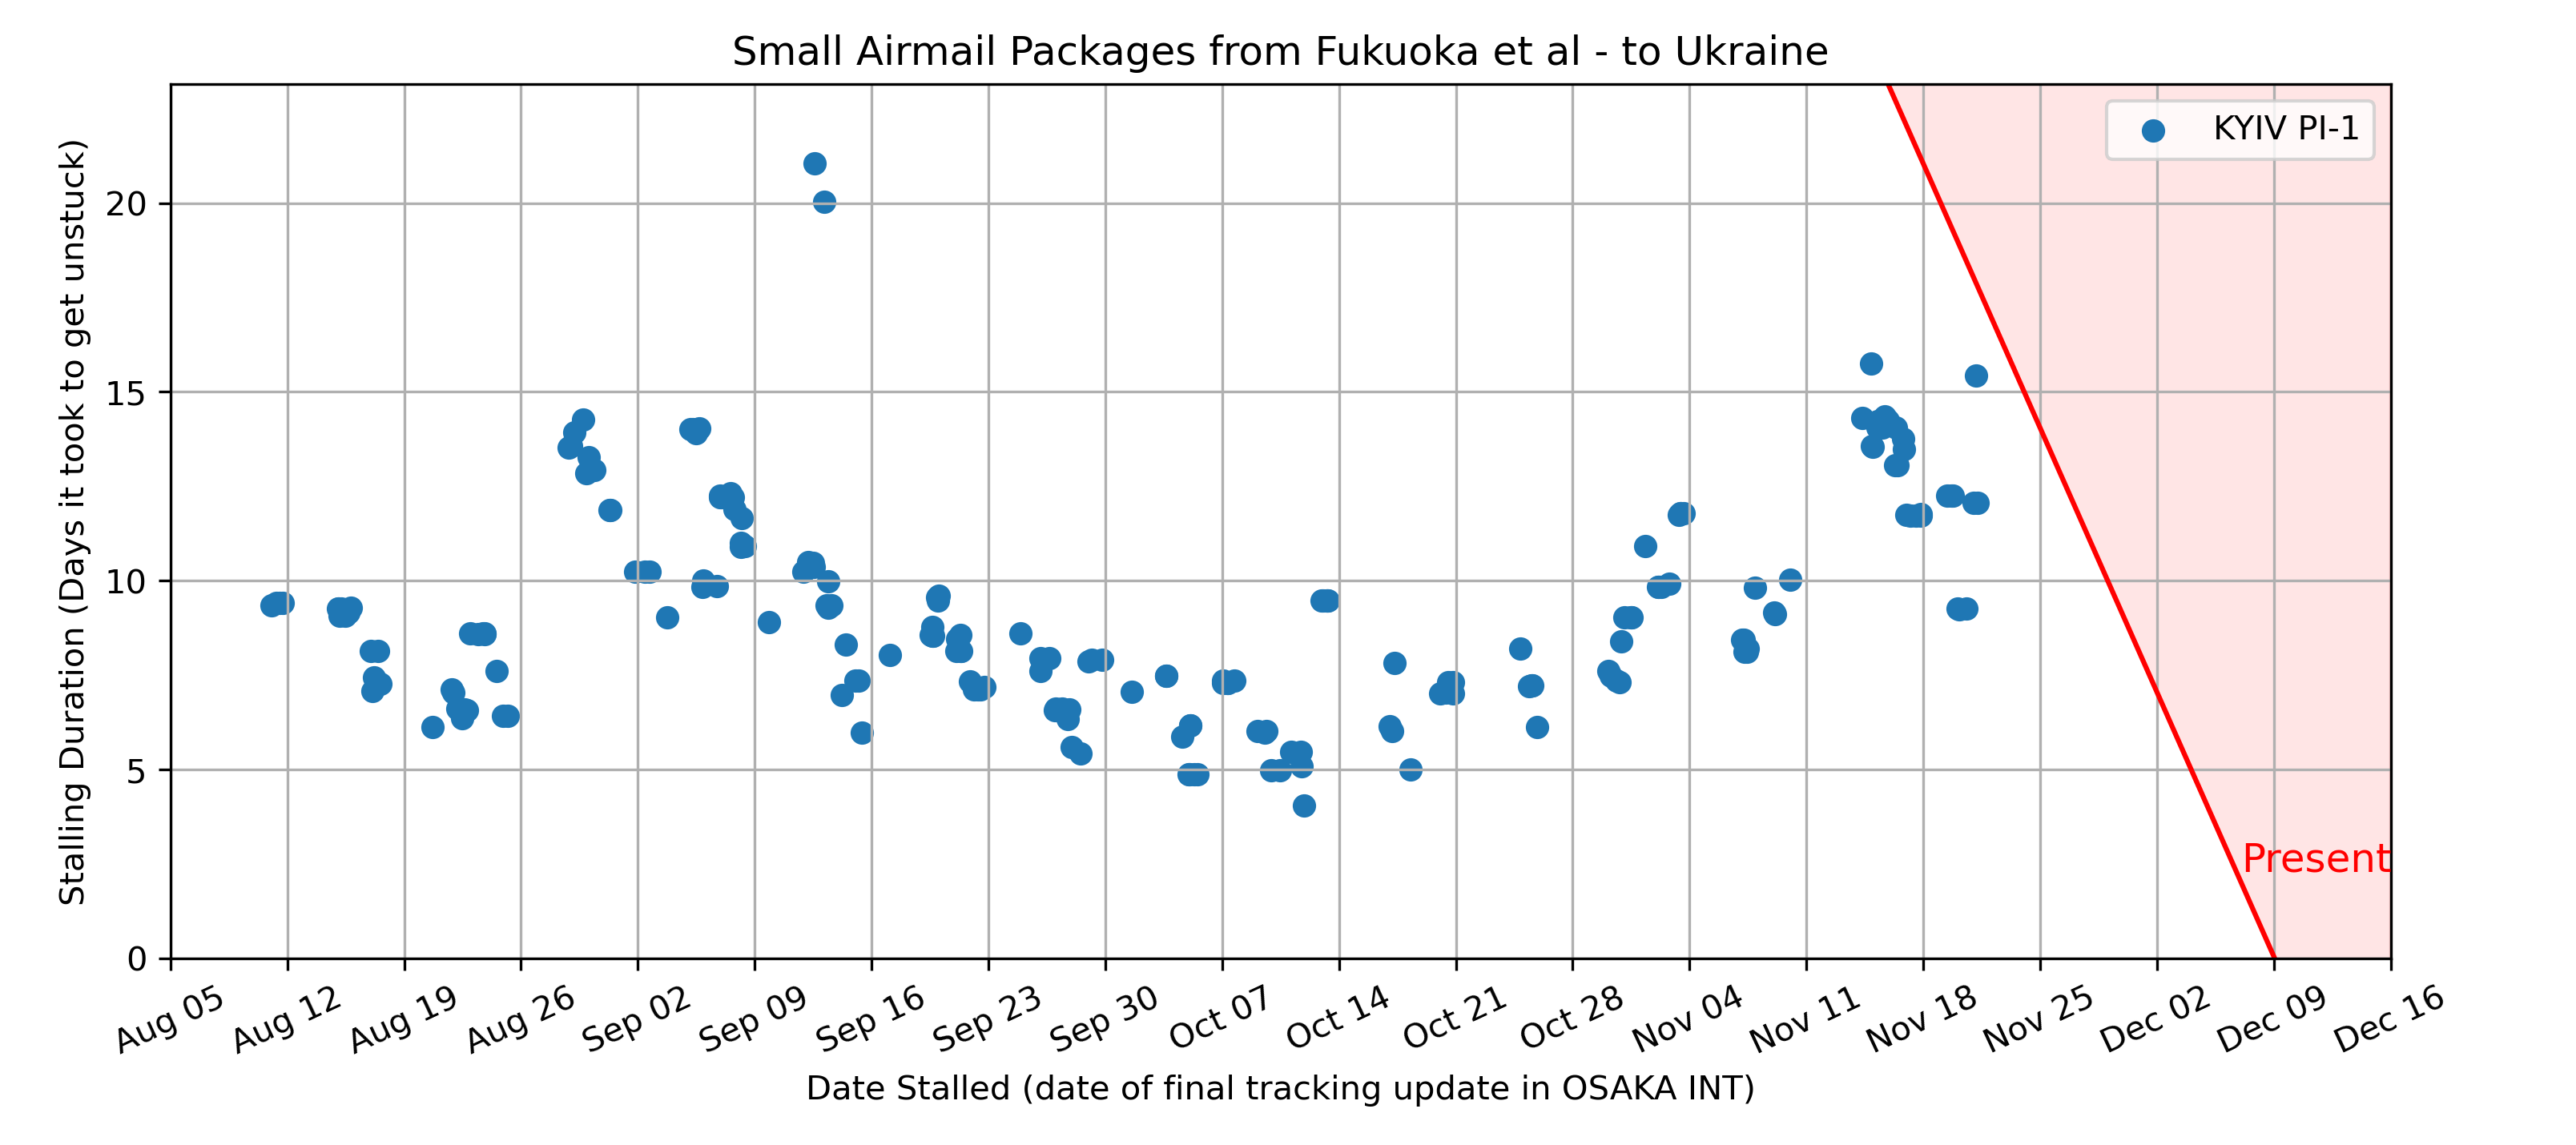 Small Airmail Packages from Fukuoka et al - to Ukraine
KYIV PI-1
Stalling Duration (Days it took to get unstuck)
20
15
10
5
0
Present
Aug 05
Aug 12
Aug 19
Aug 26
Sep 02
Sep 09
Sep 16
Sep 23
Sep 30
Oct 07
Oct 14
Oct 21
Oct 28
Nov 04
Nov 11
Nov 18
Nov 25
Dec 02
Dec 09
Dec 16
Date Stalled (date of final tracking update in OSAKA INT)